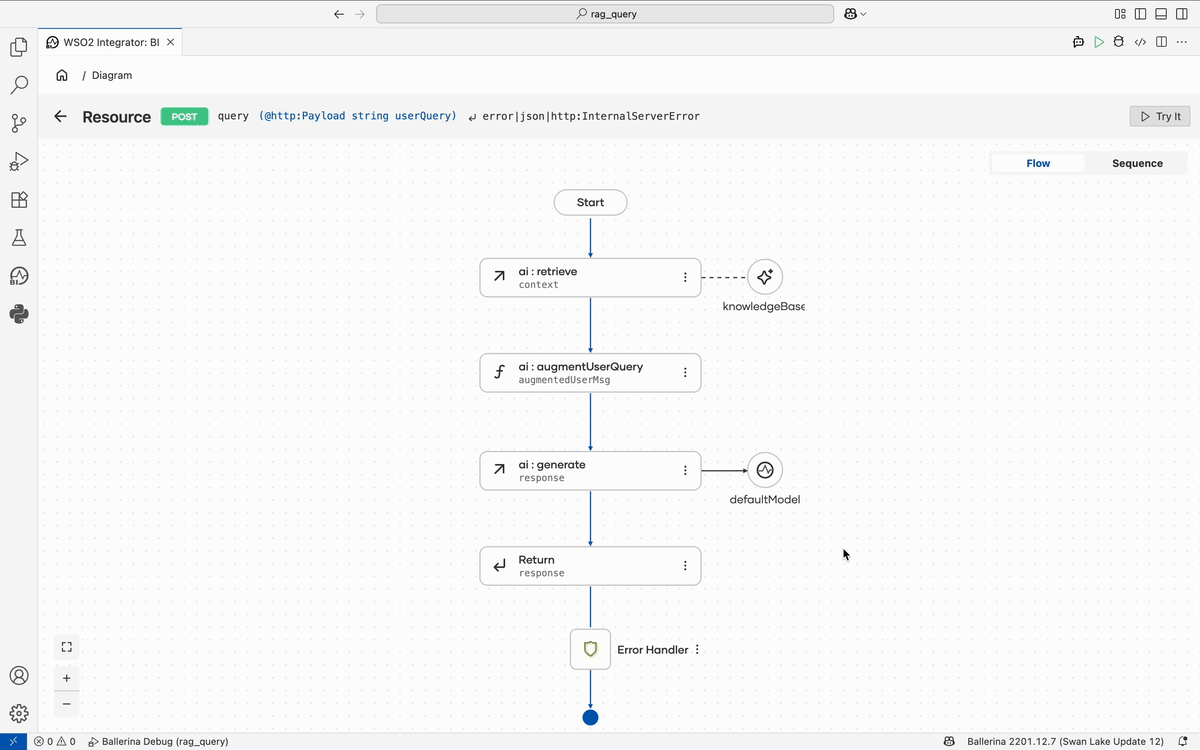 rag_query
WSO2 Integrator: BI
/ Diagram
Resource POST query (@http:Payload string userQuery) error|json|http:InternalServerError
Try It
Flow Sequence
Start
ai : retrieve
context
knowledgeBase
ai : augmentUserQuery
augmentedUserMsg
ai : generate
response
defaultModel
Return
response
Error Handler
+
−
BI
0 0 Ballerina Debug (rag_query) Ballerina 2201.12.7 (Swan Lake Update 12)